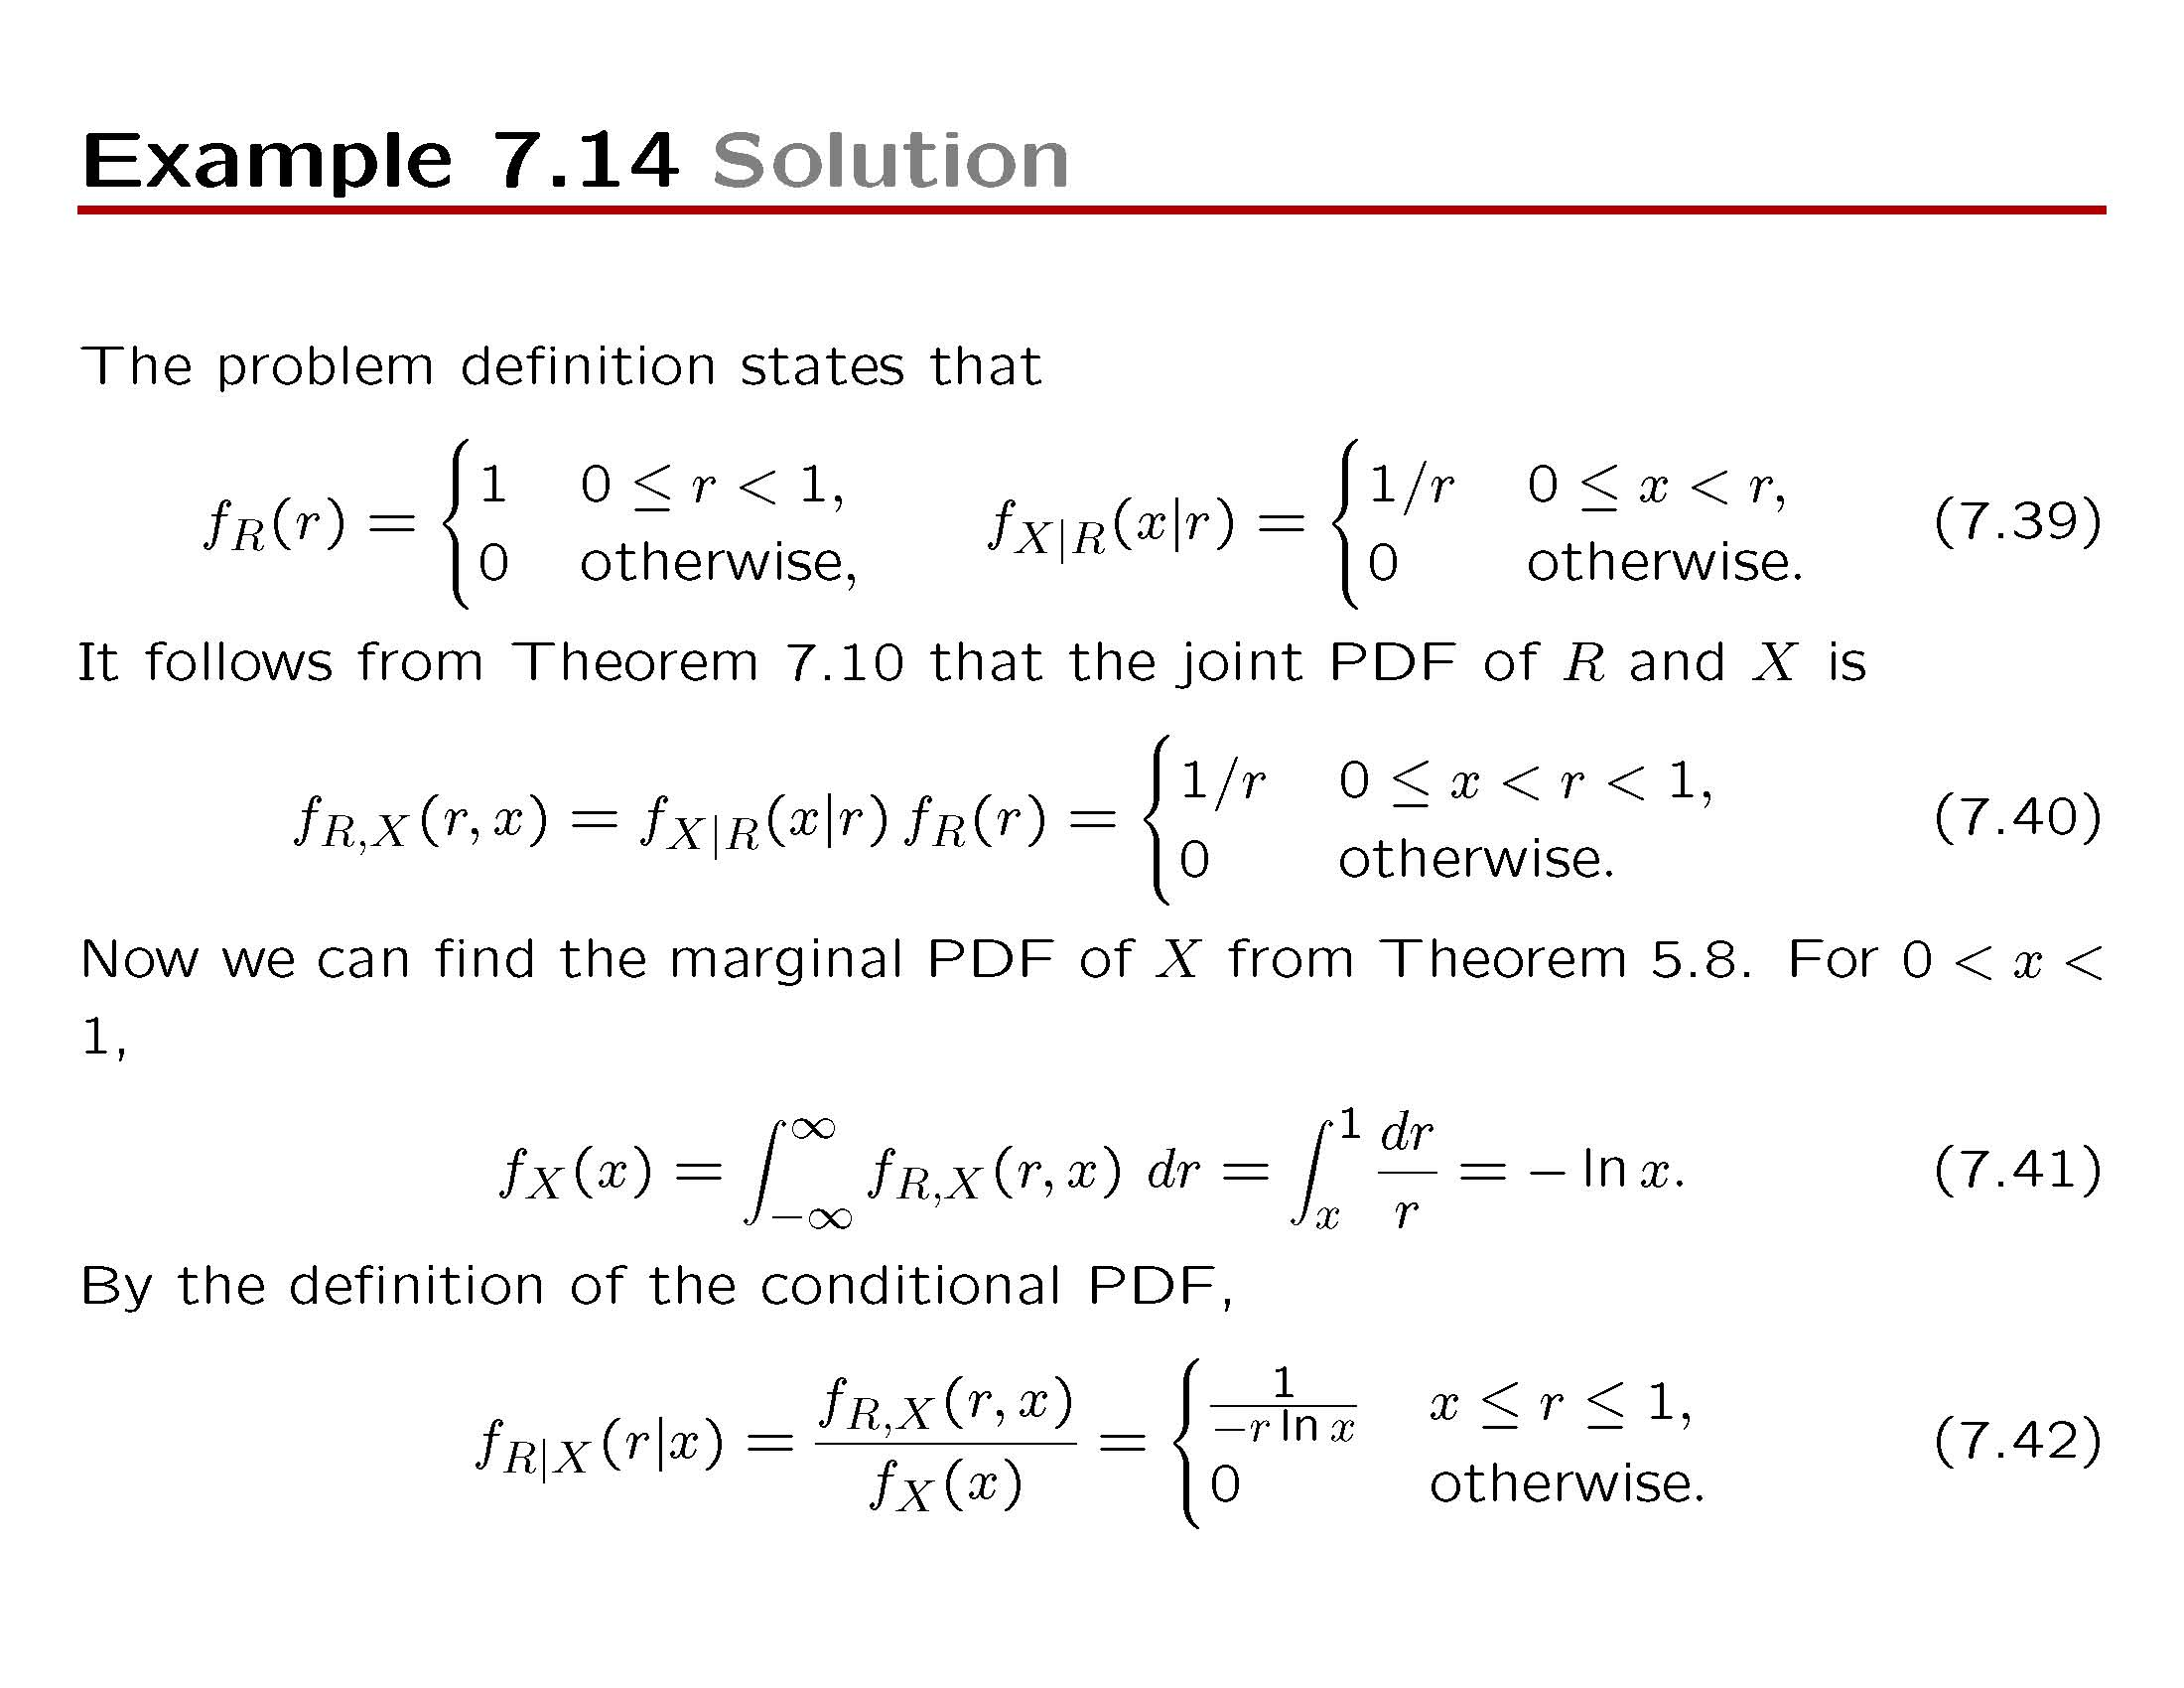 Example 7.14 Solution
The problem definition states that
f_R(r) = {1 0 ≤ r < 1, 0 otherwise, f_{X|R}(x|r) = {1/r 0 ≤ x < r, 0 otherwise. (7.39)
It follows from Theorem 7.10 that the joint PDF of R and X is
f_{R,X}(r, x) = f_{X|R}(x|r) f_R(r) = {1/r 0 ≤ x < r < 1, 0 otherwise. (7.40)
Now we can find the marginal PDF of X from Theorem 5.8. For 0 < x <
1,
f_X(x) = ∫_{-∞}^{∞} f_{R,X}(r, x) dr = ∫_x^1 dr/r = − ln x. (7.41)
By the definition of the conditional PDF,
f_{R|X}(r|x) = f_{R,X}(r, x)/f_X(x) = {1/(−r ln x) x ≤ r ≤ 1, 0 otherwise. (7.42)